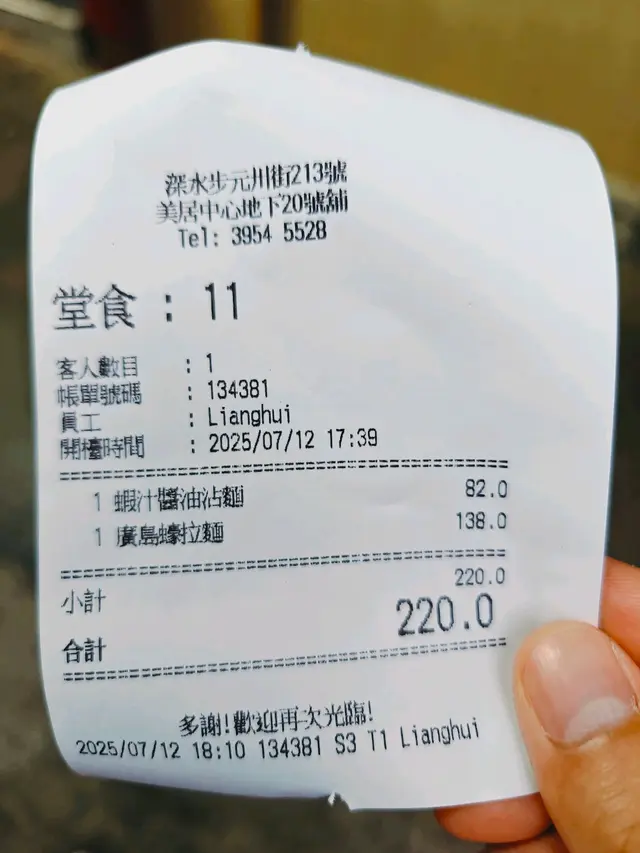 深水步元川街213號
美居中心地下20號舖
Tel: 3954 5528
堂食 : 11
客人數目 : 1
帳單號碼 : 134381
員工 : Lianghui
開檯時間 : 2025/07/12 17:39
1 蝦汁醬油沾麵 82.0
1 廣島蠔拉麵 138.0
小計 220.0
合計 220.0
多謝!歡迎再次光臨!
2025/07/12 18:10 134381 S3 T1 Lianghui